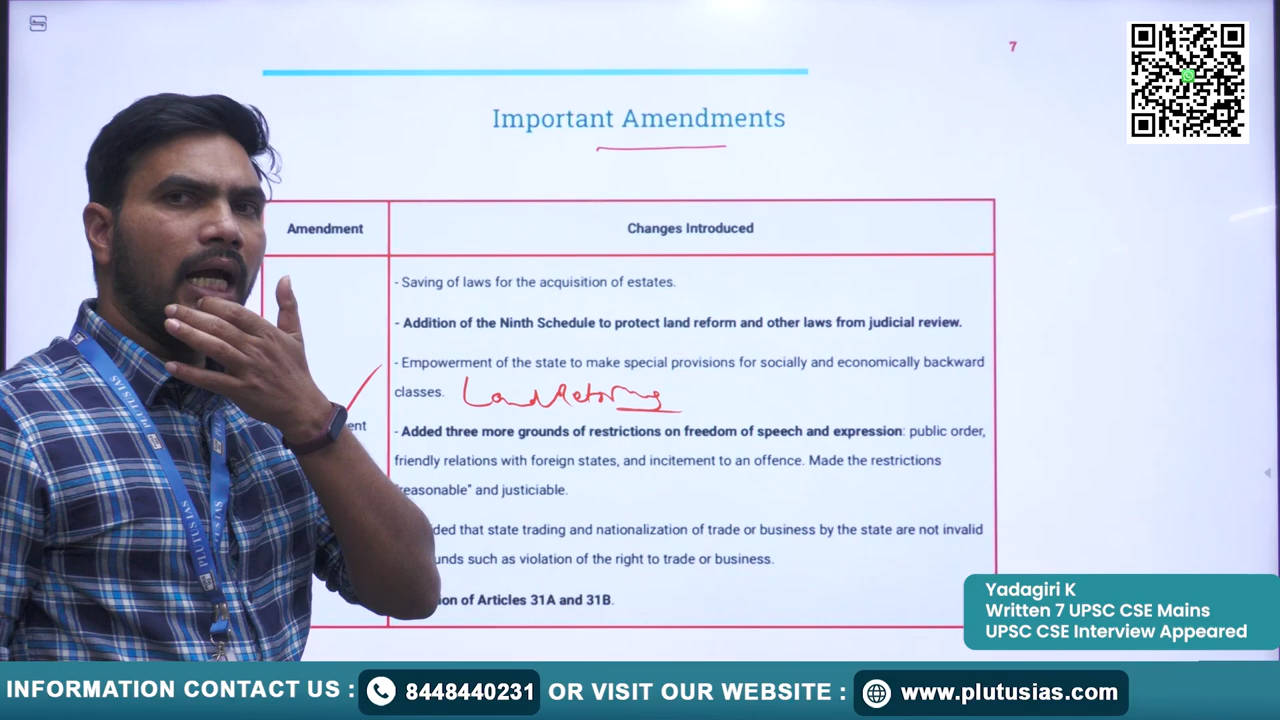 7
Important Amendments
Amendment
Changes Introduced
- Saving of laws for the acquisition of estates.
- Addition of the Ninth Schedule to protect land reform and other laws from judicial review.
- Empowerment of the state to make special provisions for socially and economically backward
classes.
ent
- Added three more grounds of restrictions on freedom of speech and expression: public order,
friendly relations with foreign states, and incitement to an offence. Made the restrictions
reasonable" and justiciable.
ded that state trading and nationalization of trade or business by the state are not invalid
unds such as violation of the right to trade or business.
on of Articles 31A and 31B.
PLUTUSIAS
PLUTUSIAS
Yadagiri K
Written 7 UPSC CSE Mains
UPSC CSE Interview Appeared
INFORMATION CONTACT US : 8448440231 OR VISIT OUR WEBSITE : www.plutusias.com